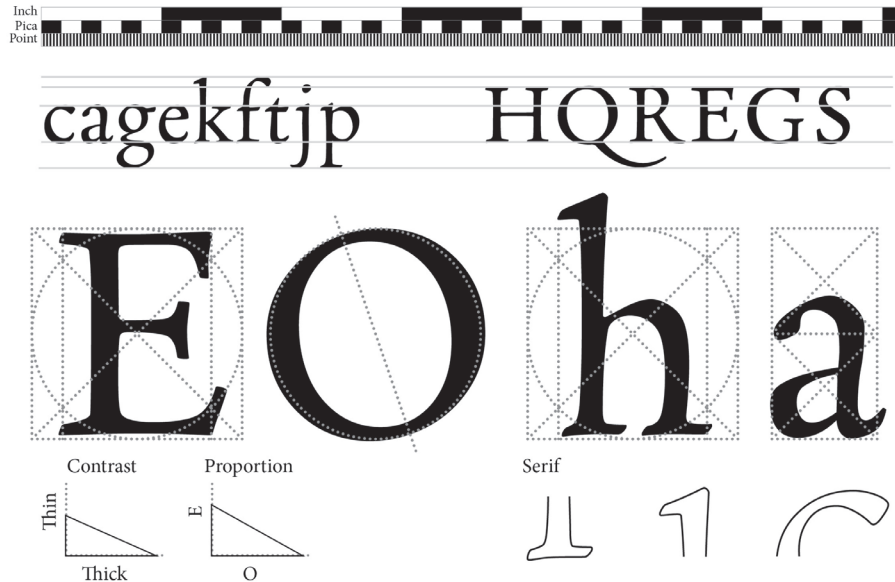 Inch
Pica
Point
cagekftjp HQREGS
EOha
Contrast Proportion Serif
Thin E
Thick O